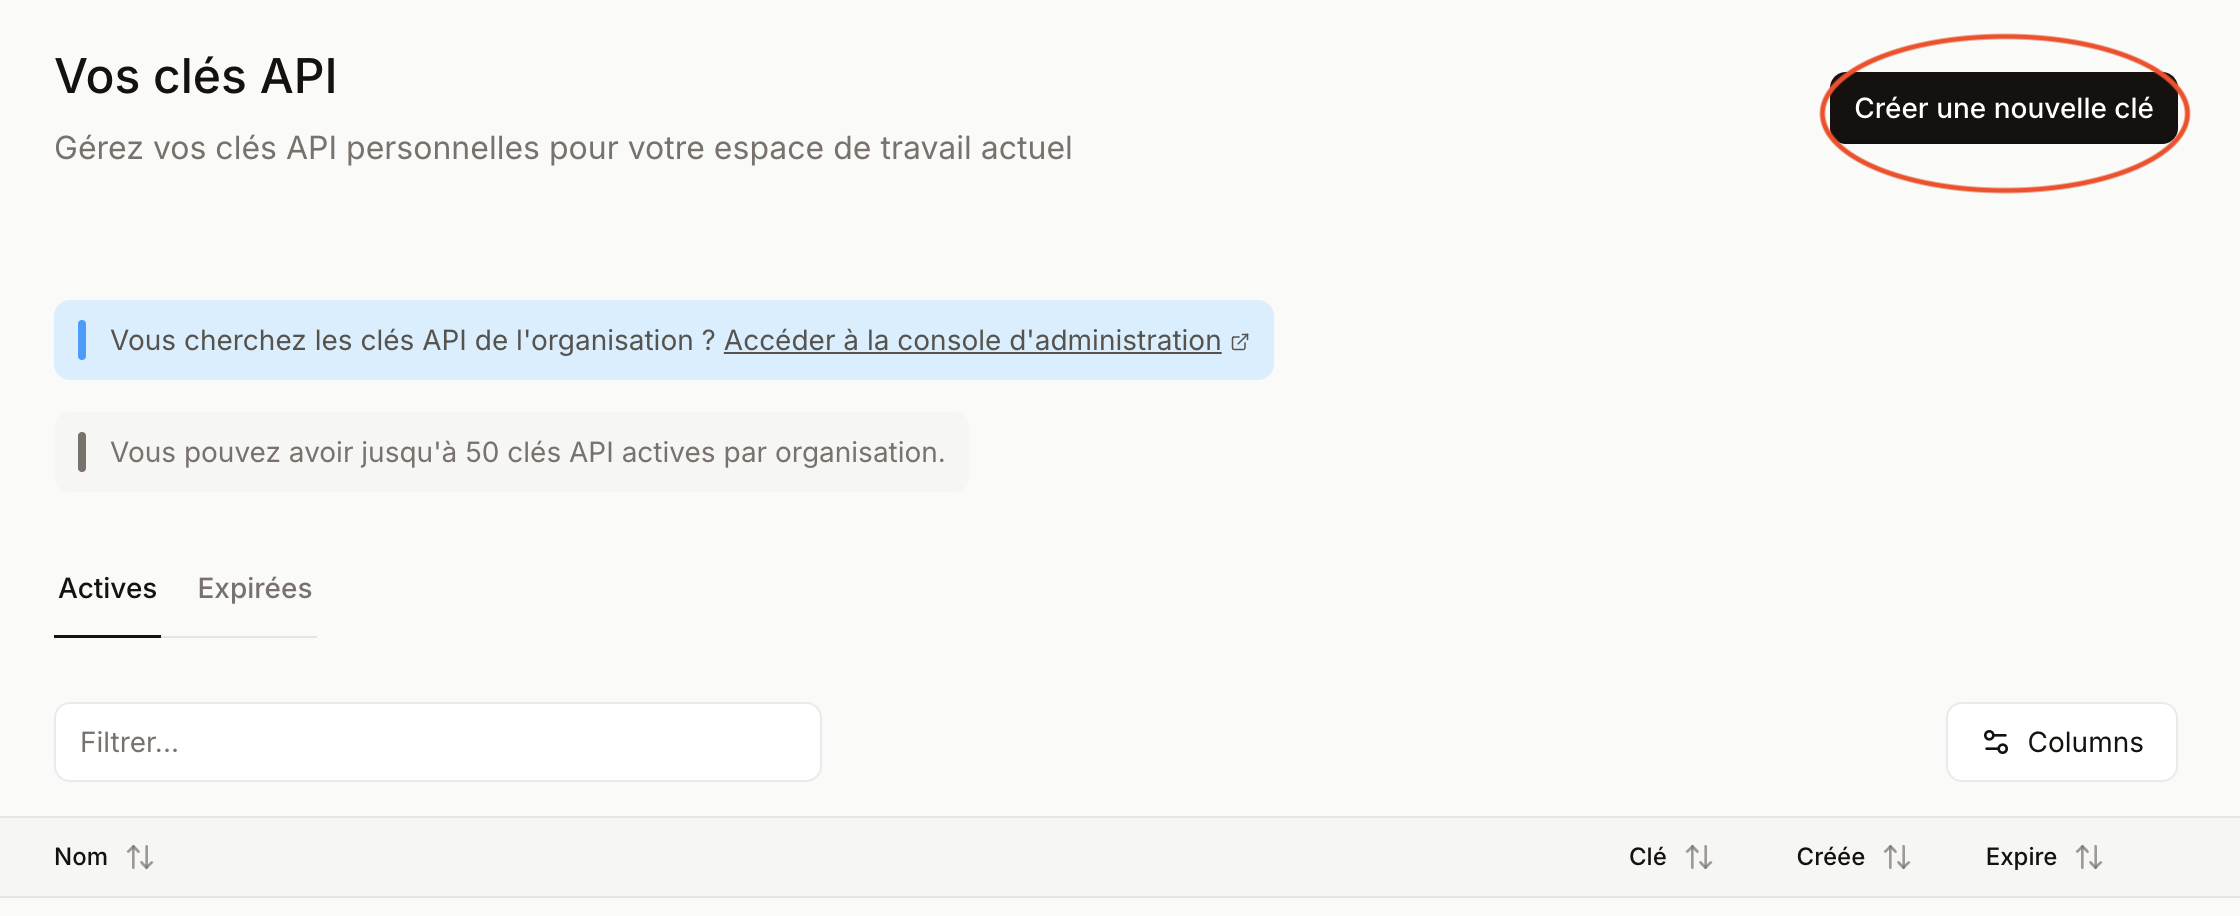 Vos clés API
Créer une nouvelle clé
Gérez vos clés API personnelles pour votre espace de travail actuel
Vous cherchez les clés API de l'organisation ? Accéder à la console d'administration
Vous pouvez avoir jusqu'à 50 clés API actives par organisation.
Actives Expirées
Filtrer...
Columns
Nom Clé Créée Expire